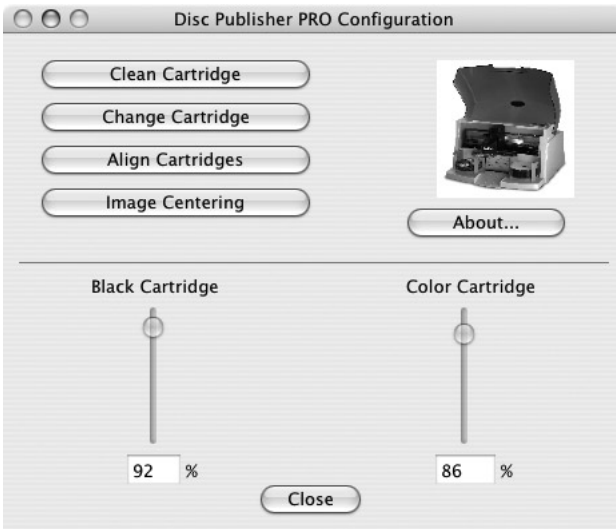 Disc Publisher PRO Configuration
Clean Cartridge
Change Cartridge
Align Cartridges
Image Centering
About...
Black Cartridge
Color Cartridge
92 %
86 %
Close